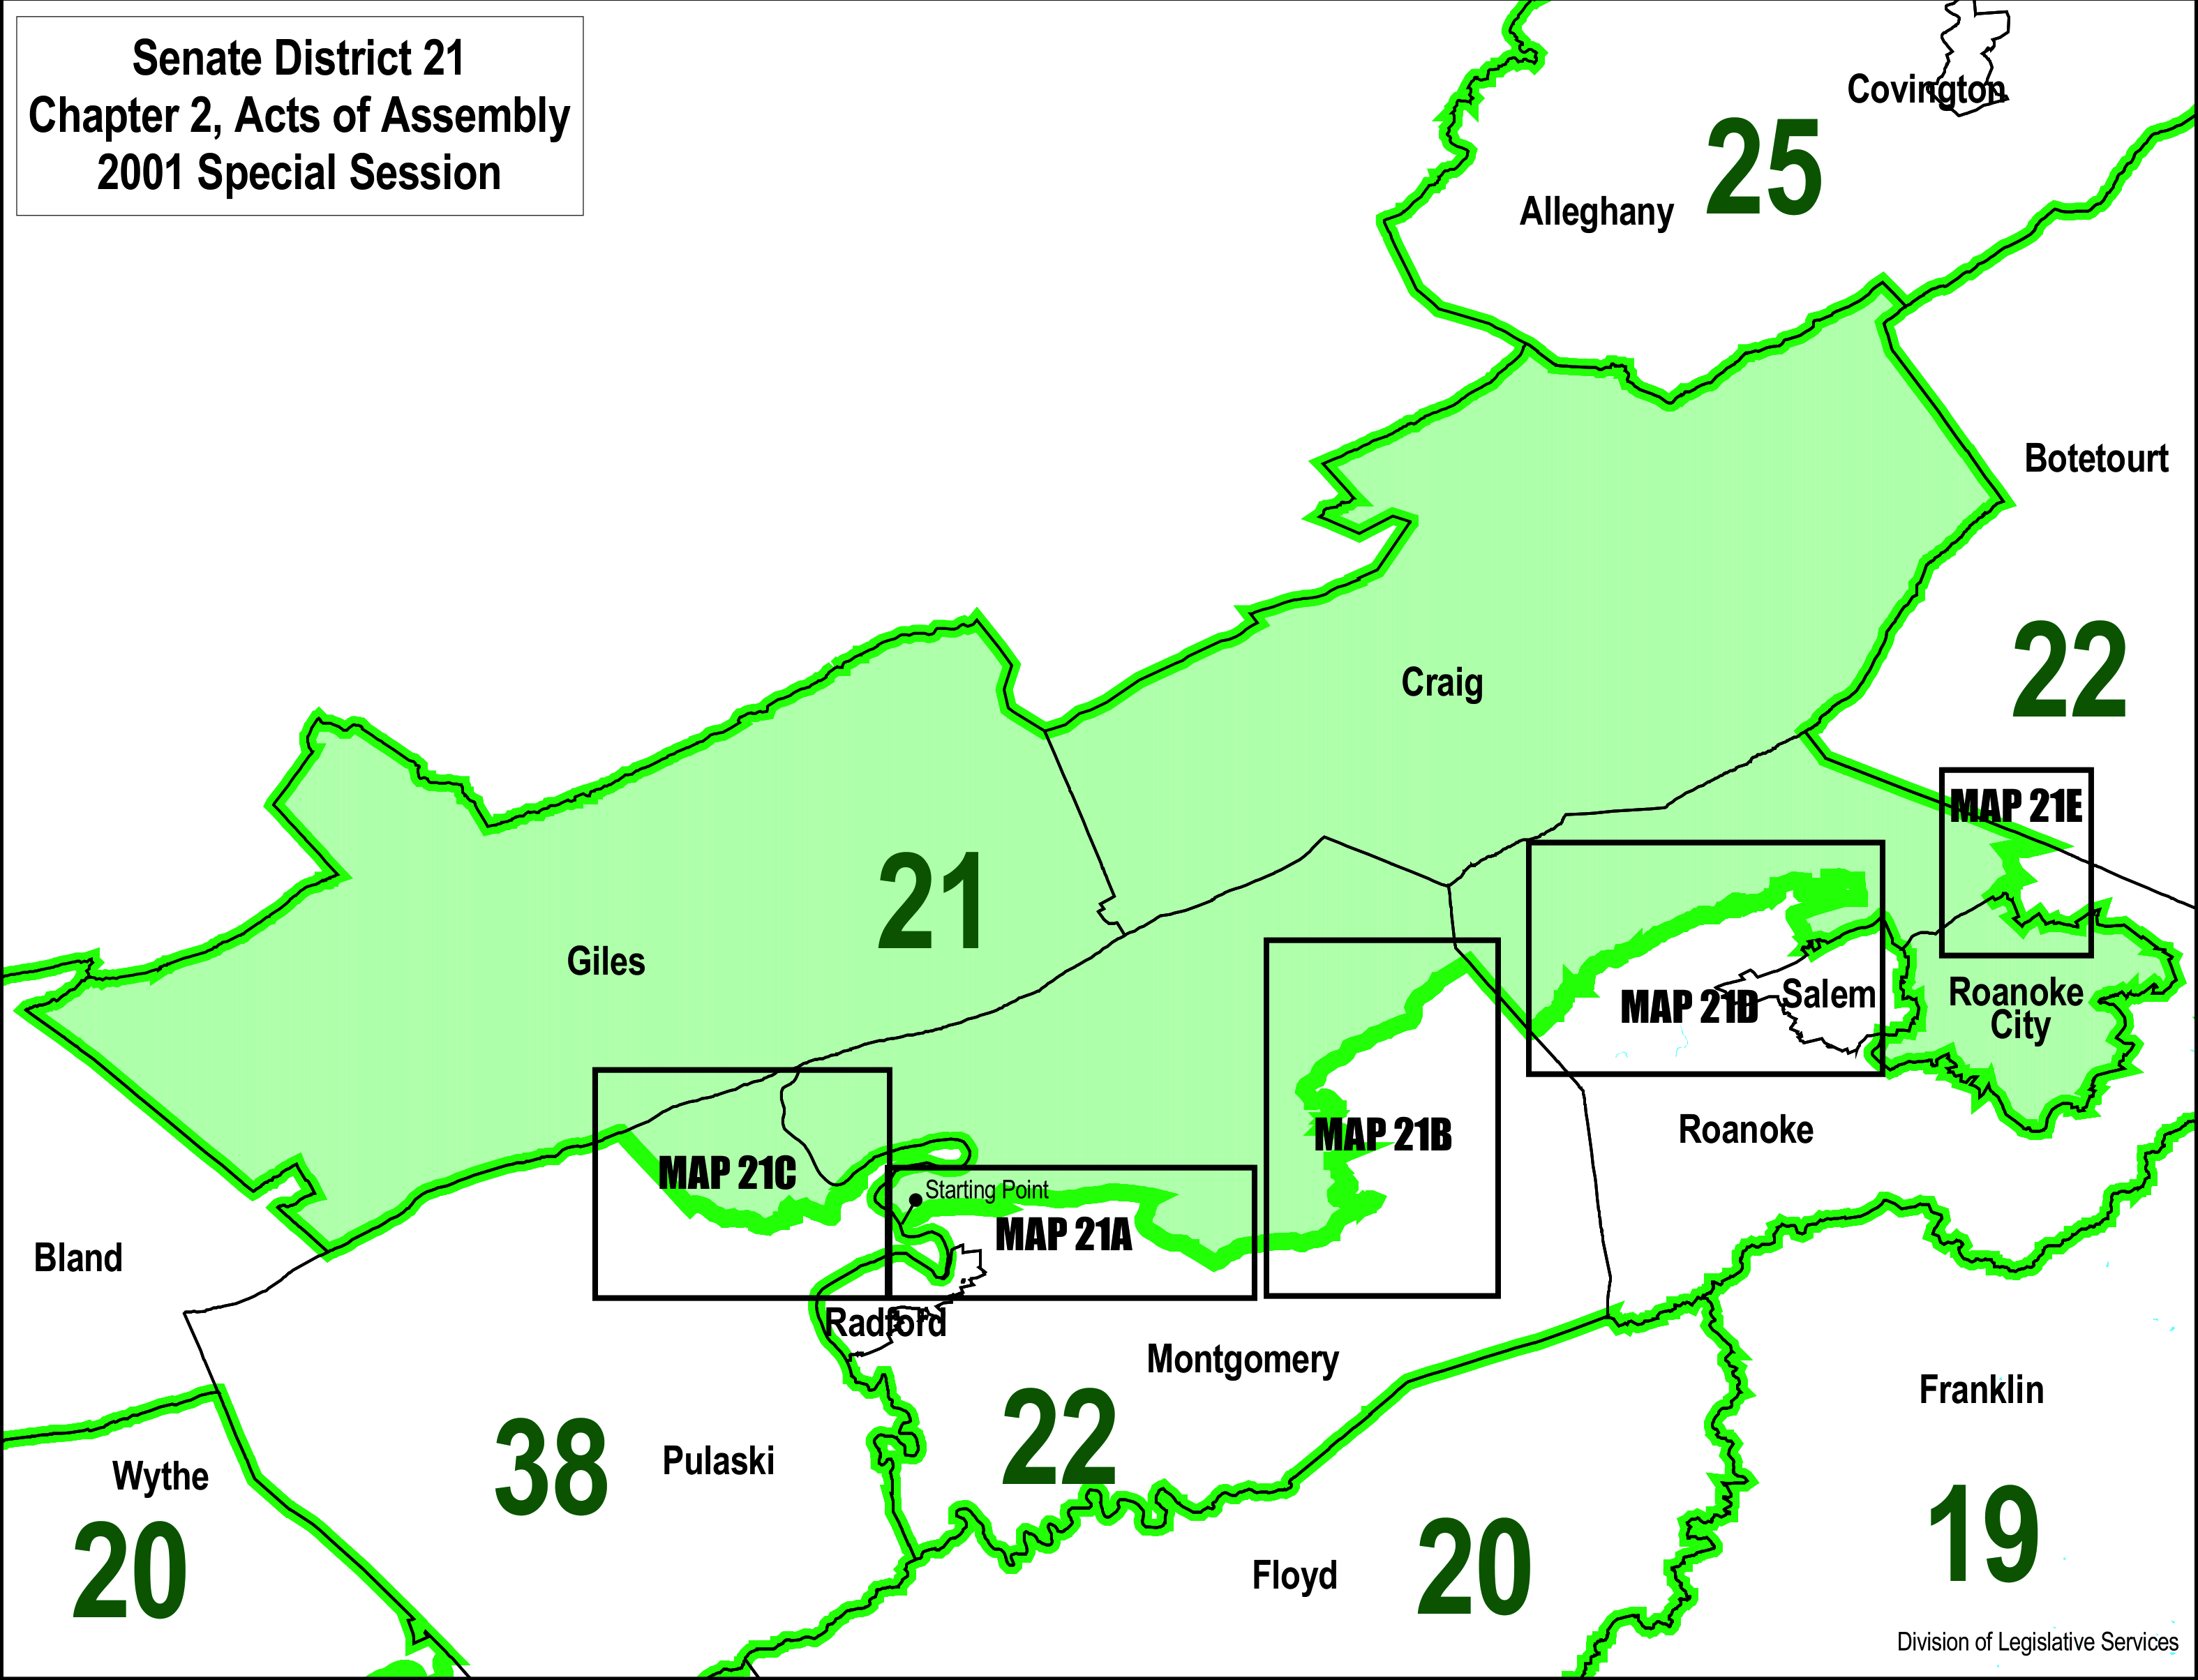 Senate District 21
Chapter 2, Acts of Assembly
2001 Special Session
Covington
25
Alleghany
Botetourt
22
Craig
MAP 21E
21
Giles
Salem
MAP 21D
Roanoke
City
MAP 21B
Roanoke
MAP 21C
Starting Point
MAP 21A
Bland
Radford
Montgomery
22
Franklin
38
Pulaski
Wythe
20
19
Floyd
20
Division of Legislative Services